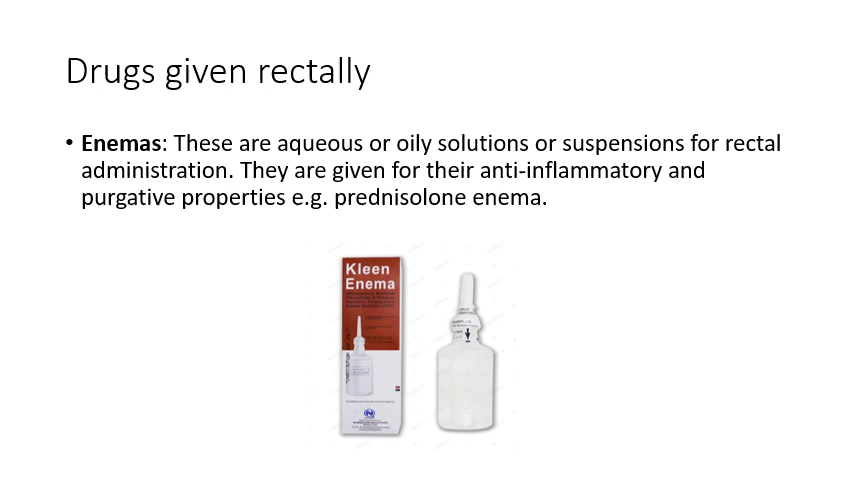 Drugs given rectally
• Enemas: These are aqueous or oily solutions or suspensions for rectal
administration. They are given for their anti-inflammatory and
purgative properties e.g. prednisolone enema.
Kleen
Enema